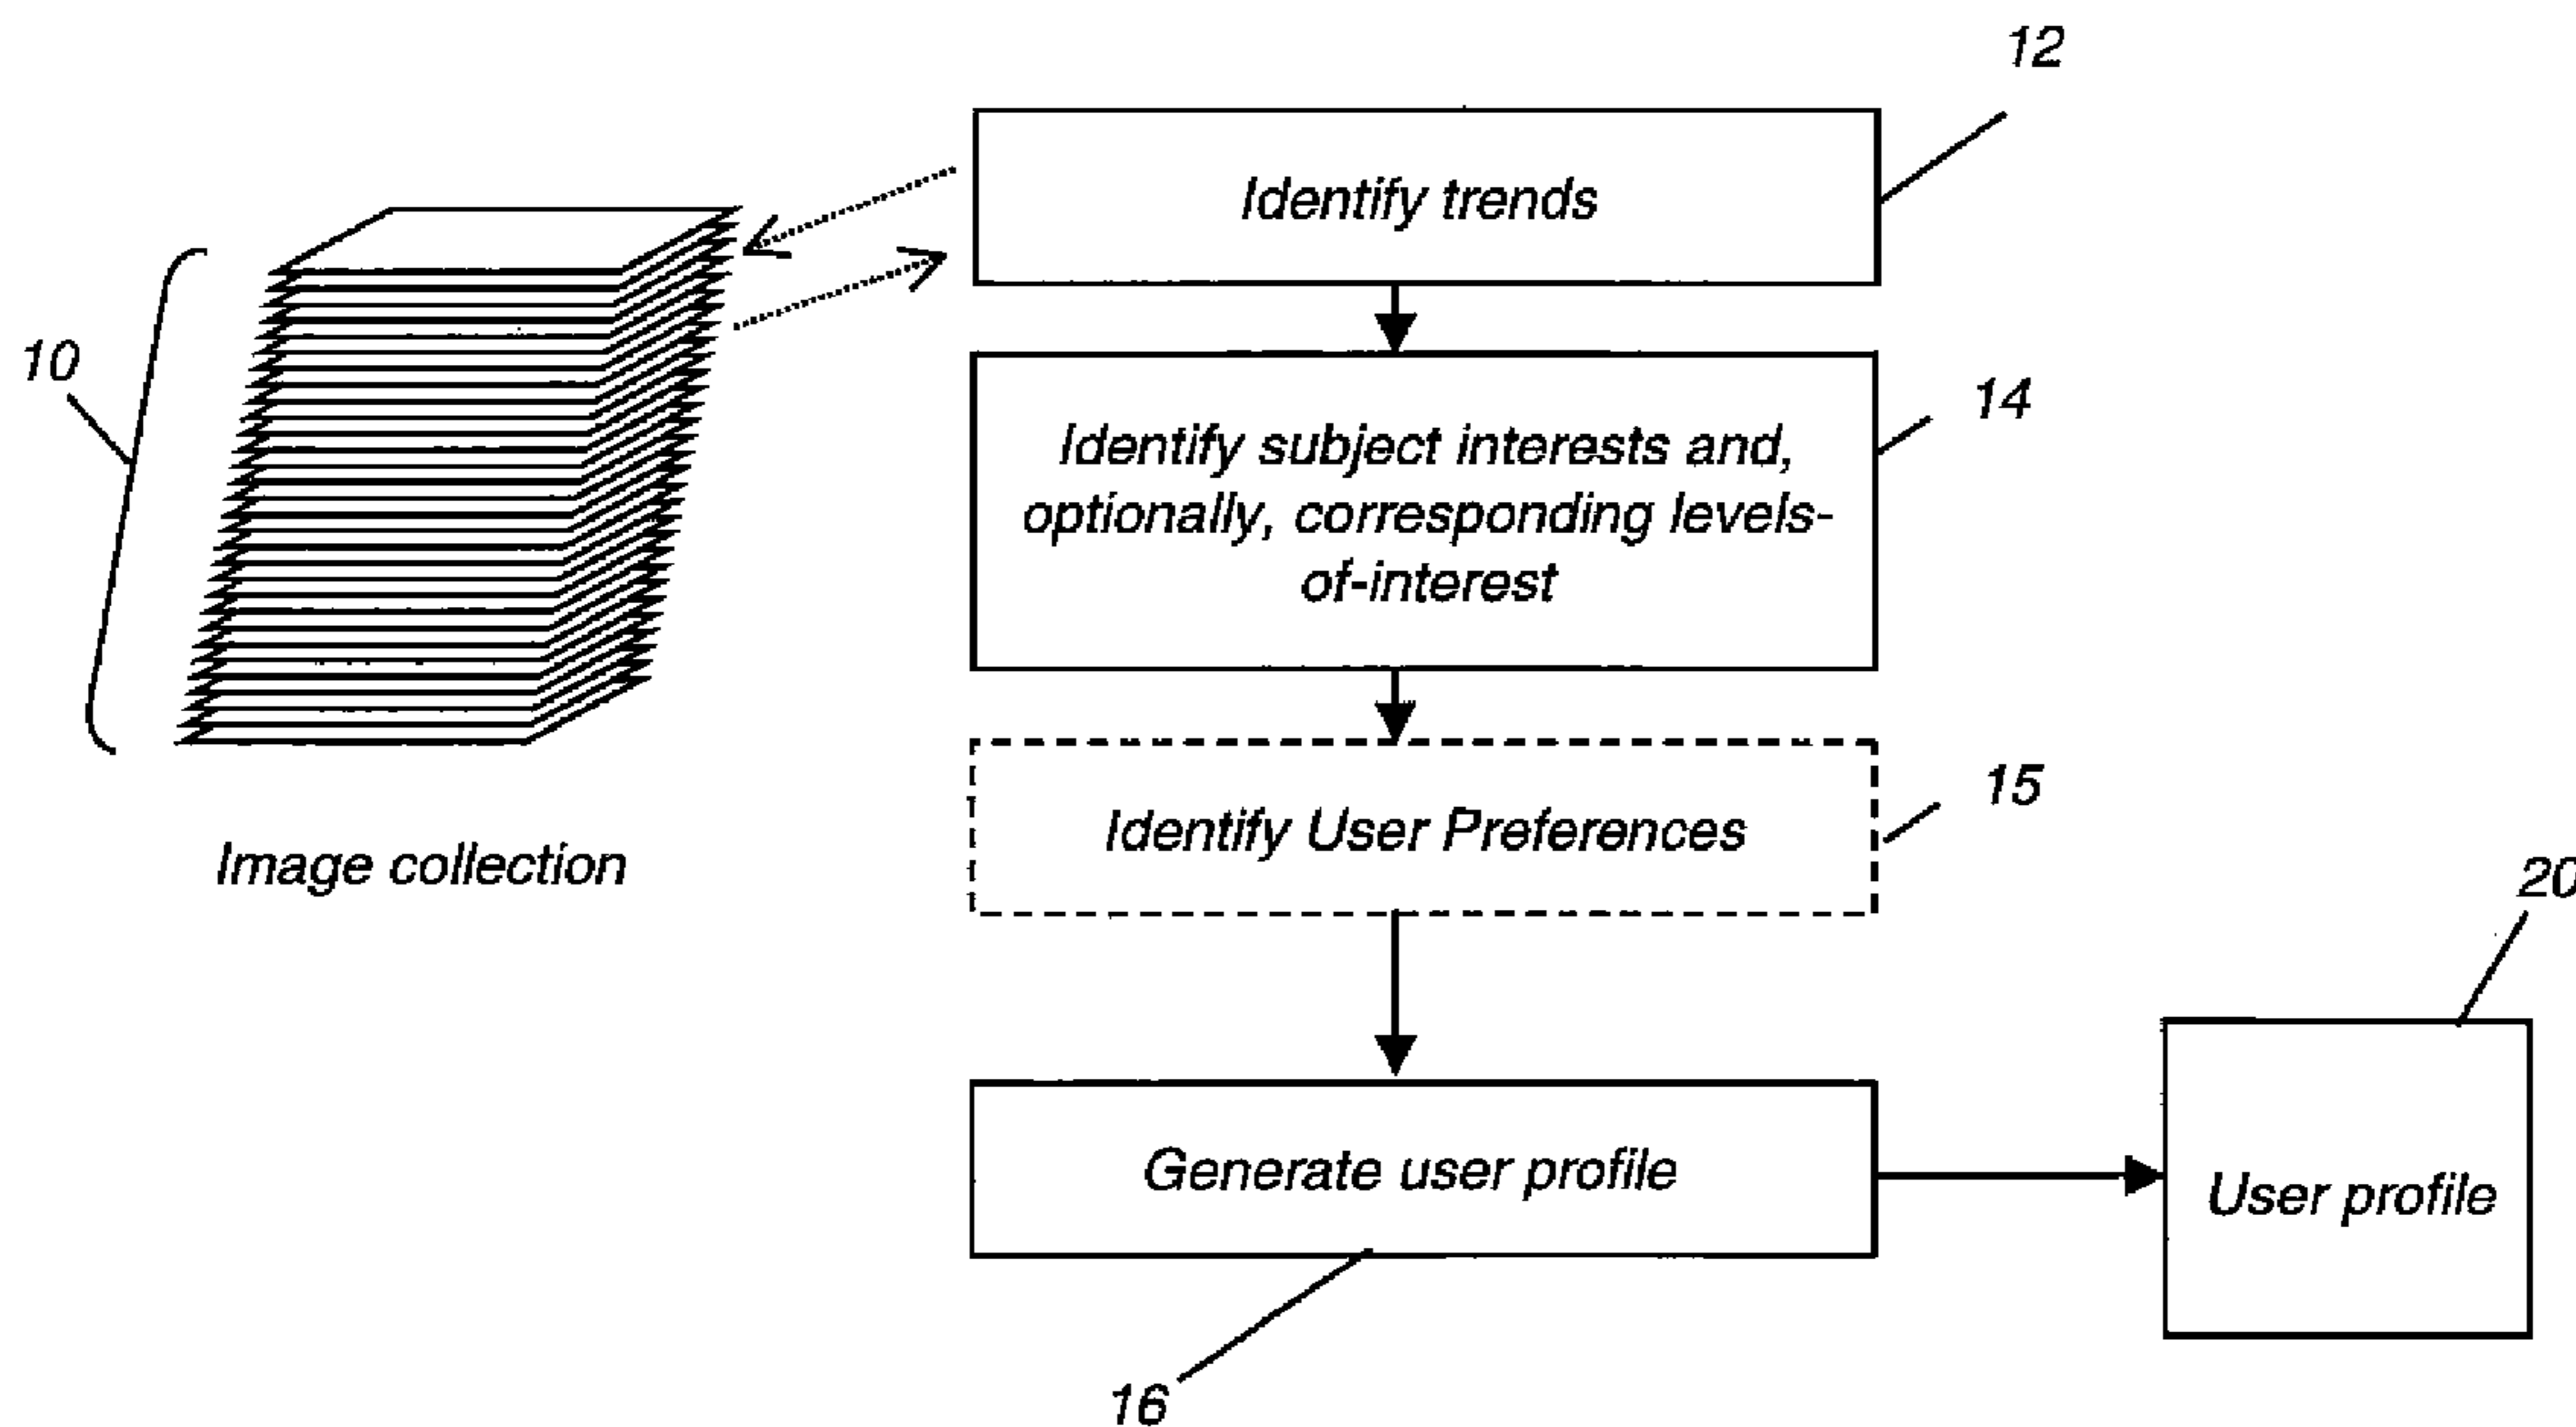 12
Identify trends
10
14
Identify subject interests and,
optionally, corresponding levels-
of-interest
15
Identify User Preferences
Image collection
20
Generate user profile
User profile
16